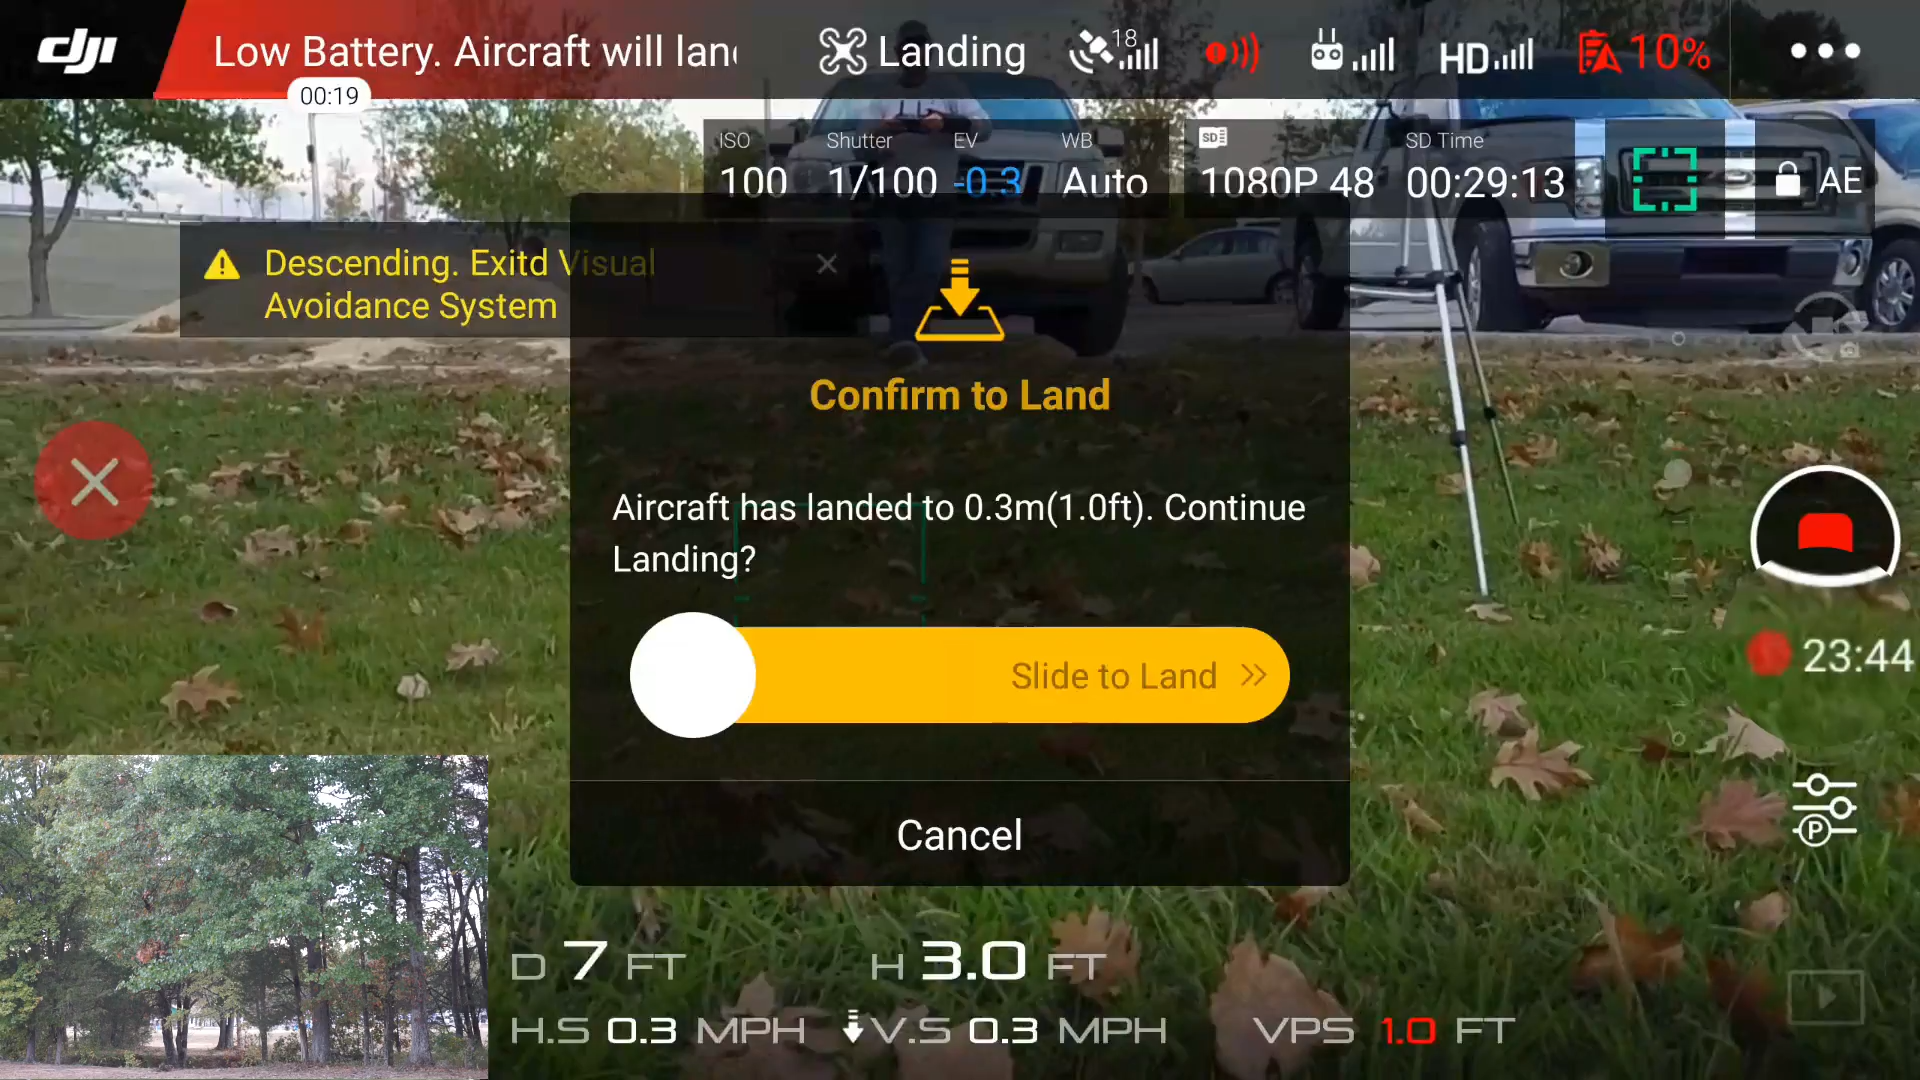 dji
Low Battery. Aircraft will lan
Landing
18
HD
10%
00:19
ISO
Shutter
EV
WB
SD
SD Time
100
1/100
-0.3
Auto
1080P 48
00:29:13
AE
Descending. Exitd Visual
Avoidance System
Confirm to Land
Aircraft has landed to 0.3m(1.0ft). Continue
Landing?
Slide to Land
23:44
P
Cancel
D 7 FT
H 3.0 FT
H.S 0.3 MPH
V.S 0.3 MPH
VPS 1.0 FT